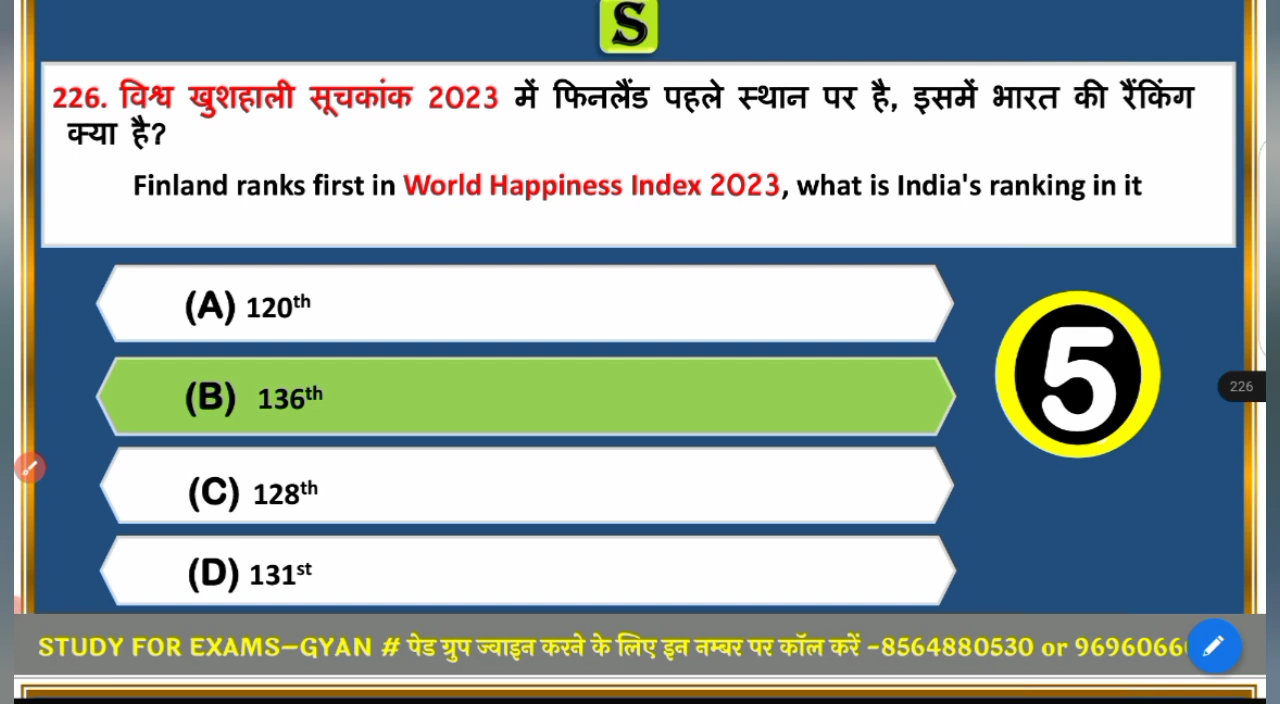 S
226. विश्व खुशहाली सूचकांक 2023 में फिनलैंड पहले स्थान पर है, इसमें भारत की रैंकिंग
क्या है?
Finland ranks first in World Happiness Index 2023, what is India's ranking in it
(A) 120th
(B) 136th
5
226
(C) 128th
(D) 131st
STUDY FOR EXAMS-GYAN # पेड ग्रुप ज्वाइन करने के लिए इन नम्बर पर कॉल करें -8564880530 or 9696066